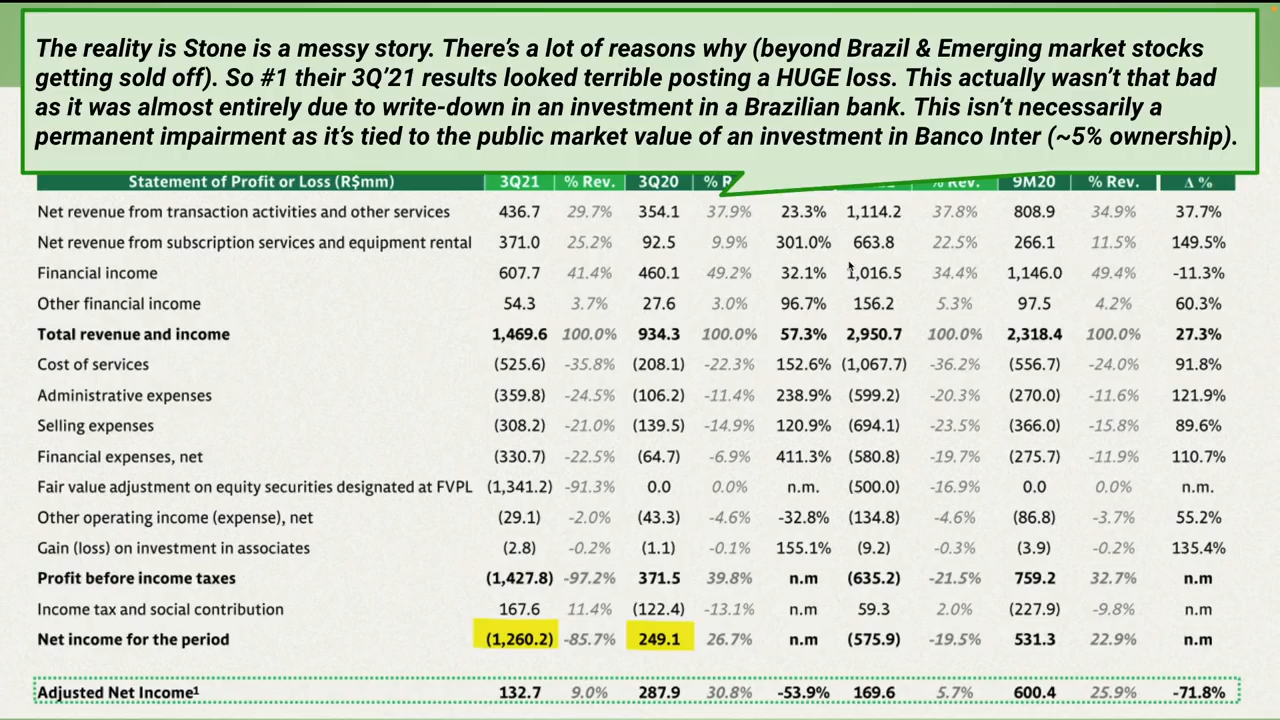 The reality is Stone is a messy story. There's a lot of reasons why (beyond Brazil & Emerging market stocks
getting sold off). So #1 their 3Q'21 results looked terrible posting a HUGE loss. This actually wasn't that bad
as it was almost entirely due to write-down in an investment in a Brazilian bank. This isn't necessarily a
permanent impairment as it's tied to the public market value of an investment in Banco Inter (~5% ownership).
Statement of Profit or Loss (R$mm) 3Q21 % Rev. 3Q20 % Rev. 9M20 % Rev. Δ %
Net revenue from transaction activities and other services 436.7 29.7% 354.1 37.9% 23.3% 1,114.2 37.8% 808.9 34.9% 37.7%
Net revenue from subscription services and equipment rental 371.0 25.2% 92.5 9.9% 301.0% 663.8 22.5% 266.1 11.5% 149.5%
Financial income 607.7 41.4% 460.1 49.2% 32.1% 1,016.5 34.4% 1,146.0 49.4% -11.3%
Other financial income 54.3 3.7% 27.6 3.0% 96.7% 156.2 5.3% 97.5 4.2% 60.3%
Total revenue and income 1,469.6 100.0% 934.3 100.0% 57.3% 2,950.7 100.0% 2,318.4 100.0% 27.3%
Cost of services (525.6) -35.8% (208.1) -22.3% 152.6% (1,067.7) -36.2% (556.7) -24.0% 91.8%
Administrative expenses (359.8) -24.5% (106.2) -11.4% 238.9% (599.2) -20.3% (270.0) -11.6% 121.9%
Selling expenses (308.2) -21.0% (139.5) -14.9% 120.9% (694.1) -23.5% (366.0) -15.8% 89.6%
Financial expenses, net (330.7) -22.5% (64.7) -6.9% 411.3% (580.8) -19.7% (275.7) -11.9% 110.7%
Fair value adjustment on equity securities designated at FVPL (1,341.2) -91.3% 0.0 0.0% n.m. (500.0) -16.9% 0.0 0.0% n.m.
Other operating income (expense), net (29.1) -2.0% (43.3) -4.6% -32.8% (134.8) -4.6% (86.8) -3.7% 55.2%
Gain (loss) on investment in associates (2.8) -0.2% (1.1) -0.1% 155.1% (9.2) -0.3% (3.9) -0.2% 135.4%
Profit before income taxes (1,427.8) -97.2% 371.5 39.8% n.m (635.2) -21.5% 759.2 32.7% n.m
Income tax and social contribution 167.6 11.4% (122.4) -13.1% n.m 59.3 2.0% (227.9) -9.8% n.m
Net income for the period (1,260.2) -85.7% 249.1 26.7% n.m (575.9) -19.5% 531.3 22.9% n.m
Adjusted Net Income¹ 132.7 9.0% 287.9 30.8% -53.9% 169.6 5.7% 600.4 25.9% -71.8%